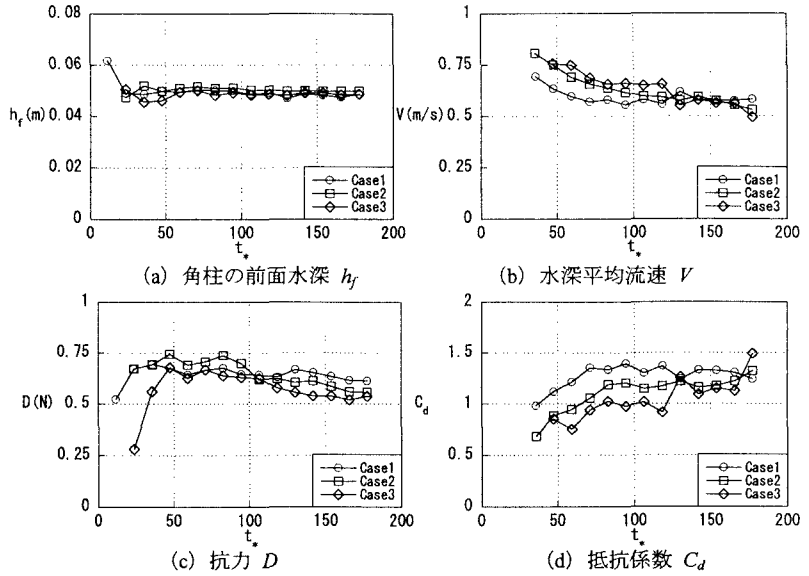 0.08
0.06
h_f(m)
0.04
0.02
0
0 50 100 150 200
t_*
Case1
Case2
Case3
(a) 角柱の前面水深 h_f
1
0.75
V(m/s)0.5
0.25
0
0 50 100 150 200
t_*
Case1
Case2
Case3
(b) 水深平均流速 V
1
0.75
D(N)0.5
0.25
0
0 50 100 150 200
t_*
Case1
Case2
Case3
(c) 抗力 D
2
1.5
C_d 1
0.5
0
0 50 100 150 200
t_*
Case1
Case2
Case3
(d) 抵抗係数 C_d